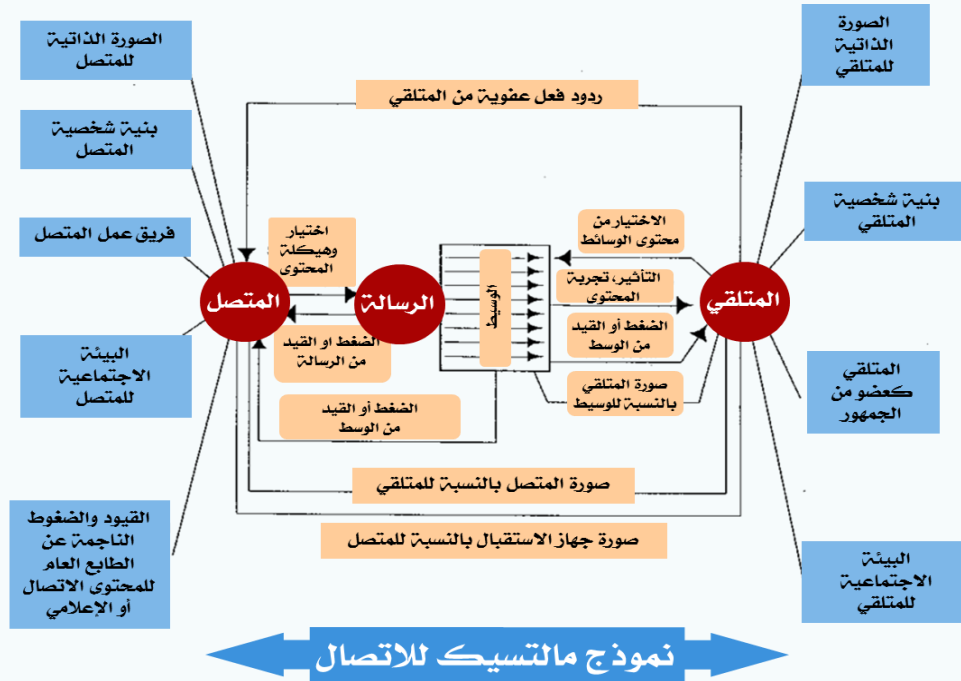 الصورة الذاتية
للمتصل
الصورة
الذاتية
للمتلقي
ردود فعل عفوية من المتلقي
بنية شخصية
المتصل
بنية شخصية
المتلقي
فريق عمل المتصل
اختيار
وهيكلة
المحتوى
الاختيار من
محتوى الوسائط
المتصل
الرسالة
الوسيط
التأثير، تجربة
المحتوى
المتلقي
الضغط او القيد
من الرسالة
الضغط أو القيد
من الوسط
البيئة
الاجتماعية
للمتصل
صورة المتلقي
بالنسبة للوسيط
المتلقي
كعضو من
الجمهور
الضغط أو القيد
من الوسط
صورة المتصل بالنسبة للمتلقي
القيود والضغوط
الناجمة عن
الطابع العام
للمحتوى الاتصال
أو الإعلامي
صورة جهاز الاستقبال بالنسبة للمتصل
البيئة
الاجتماعية
للمتلقي
نموذج مالتسيك للاتصال